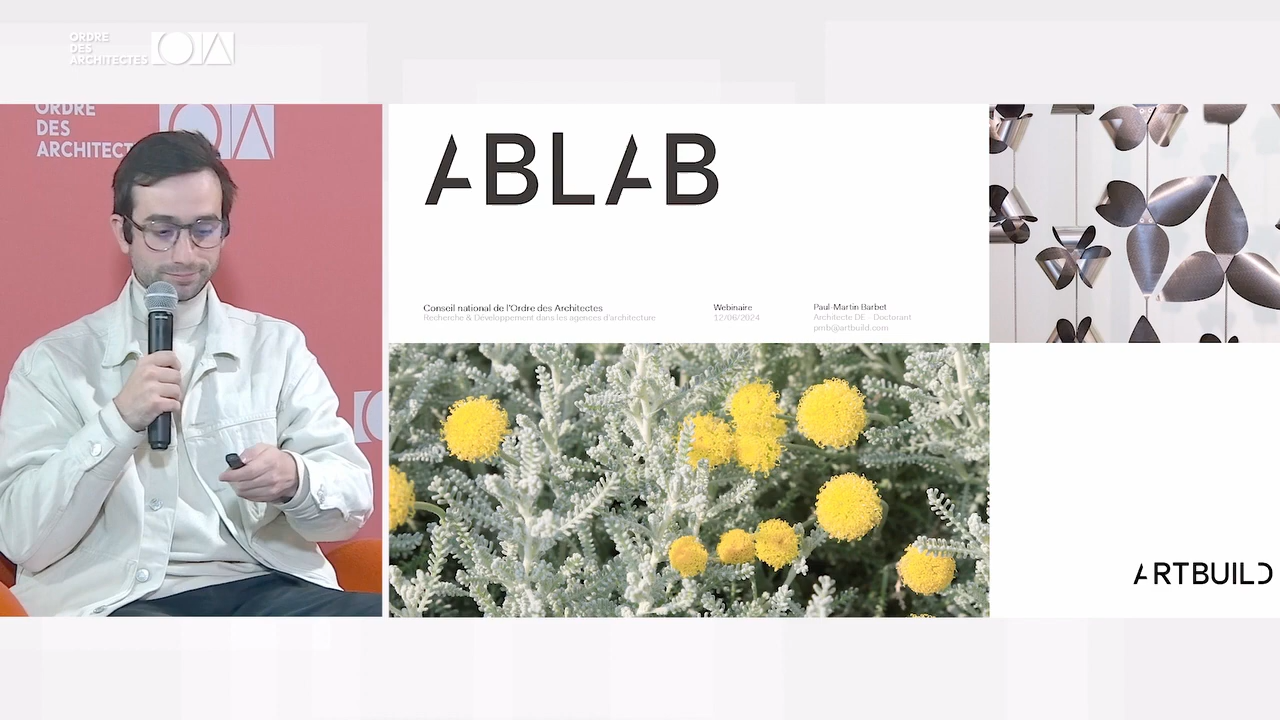 ORDRE
DES
ARCHITECTES
ORDRE
DES
ARCHITECT
ABLAB
Conseil national de l'Ordre des Architectes
Recherche & Développement dans les agences d'architecture
Webinaire
12/06/2024
Paul-Martin Barbet
Architecte DE - Doctorant
pmb@artbuild.com
ARTBUILD